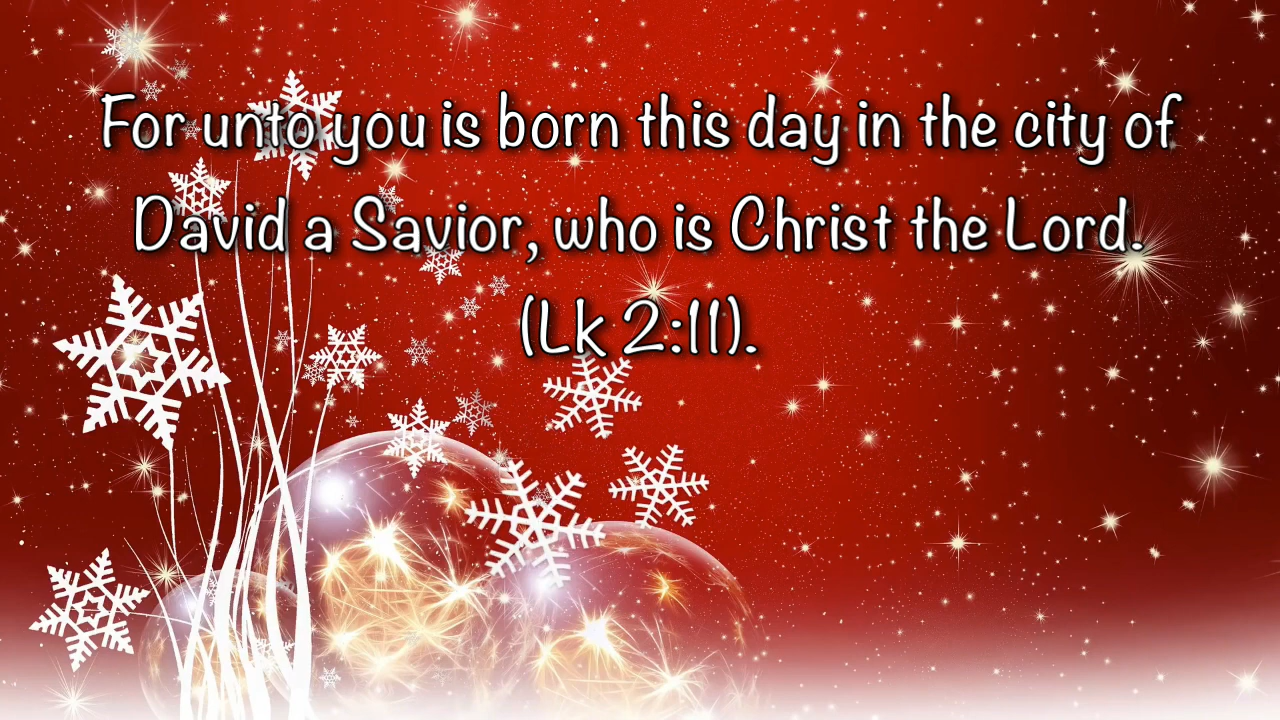 For unto you is born this day in the city of
David a Savior, who is Christ the Lord.
(Lk 2:11).